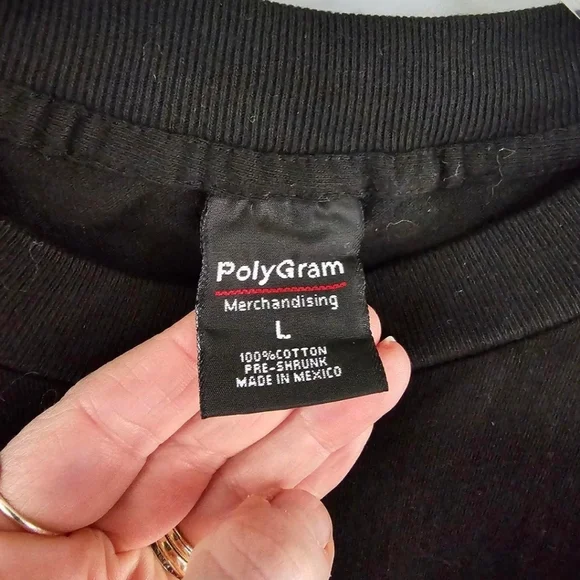 PolyGram
Merchandising
L
100%COTTON
PRE-SHRUNK
MADE IN MEXICO